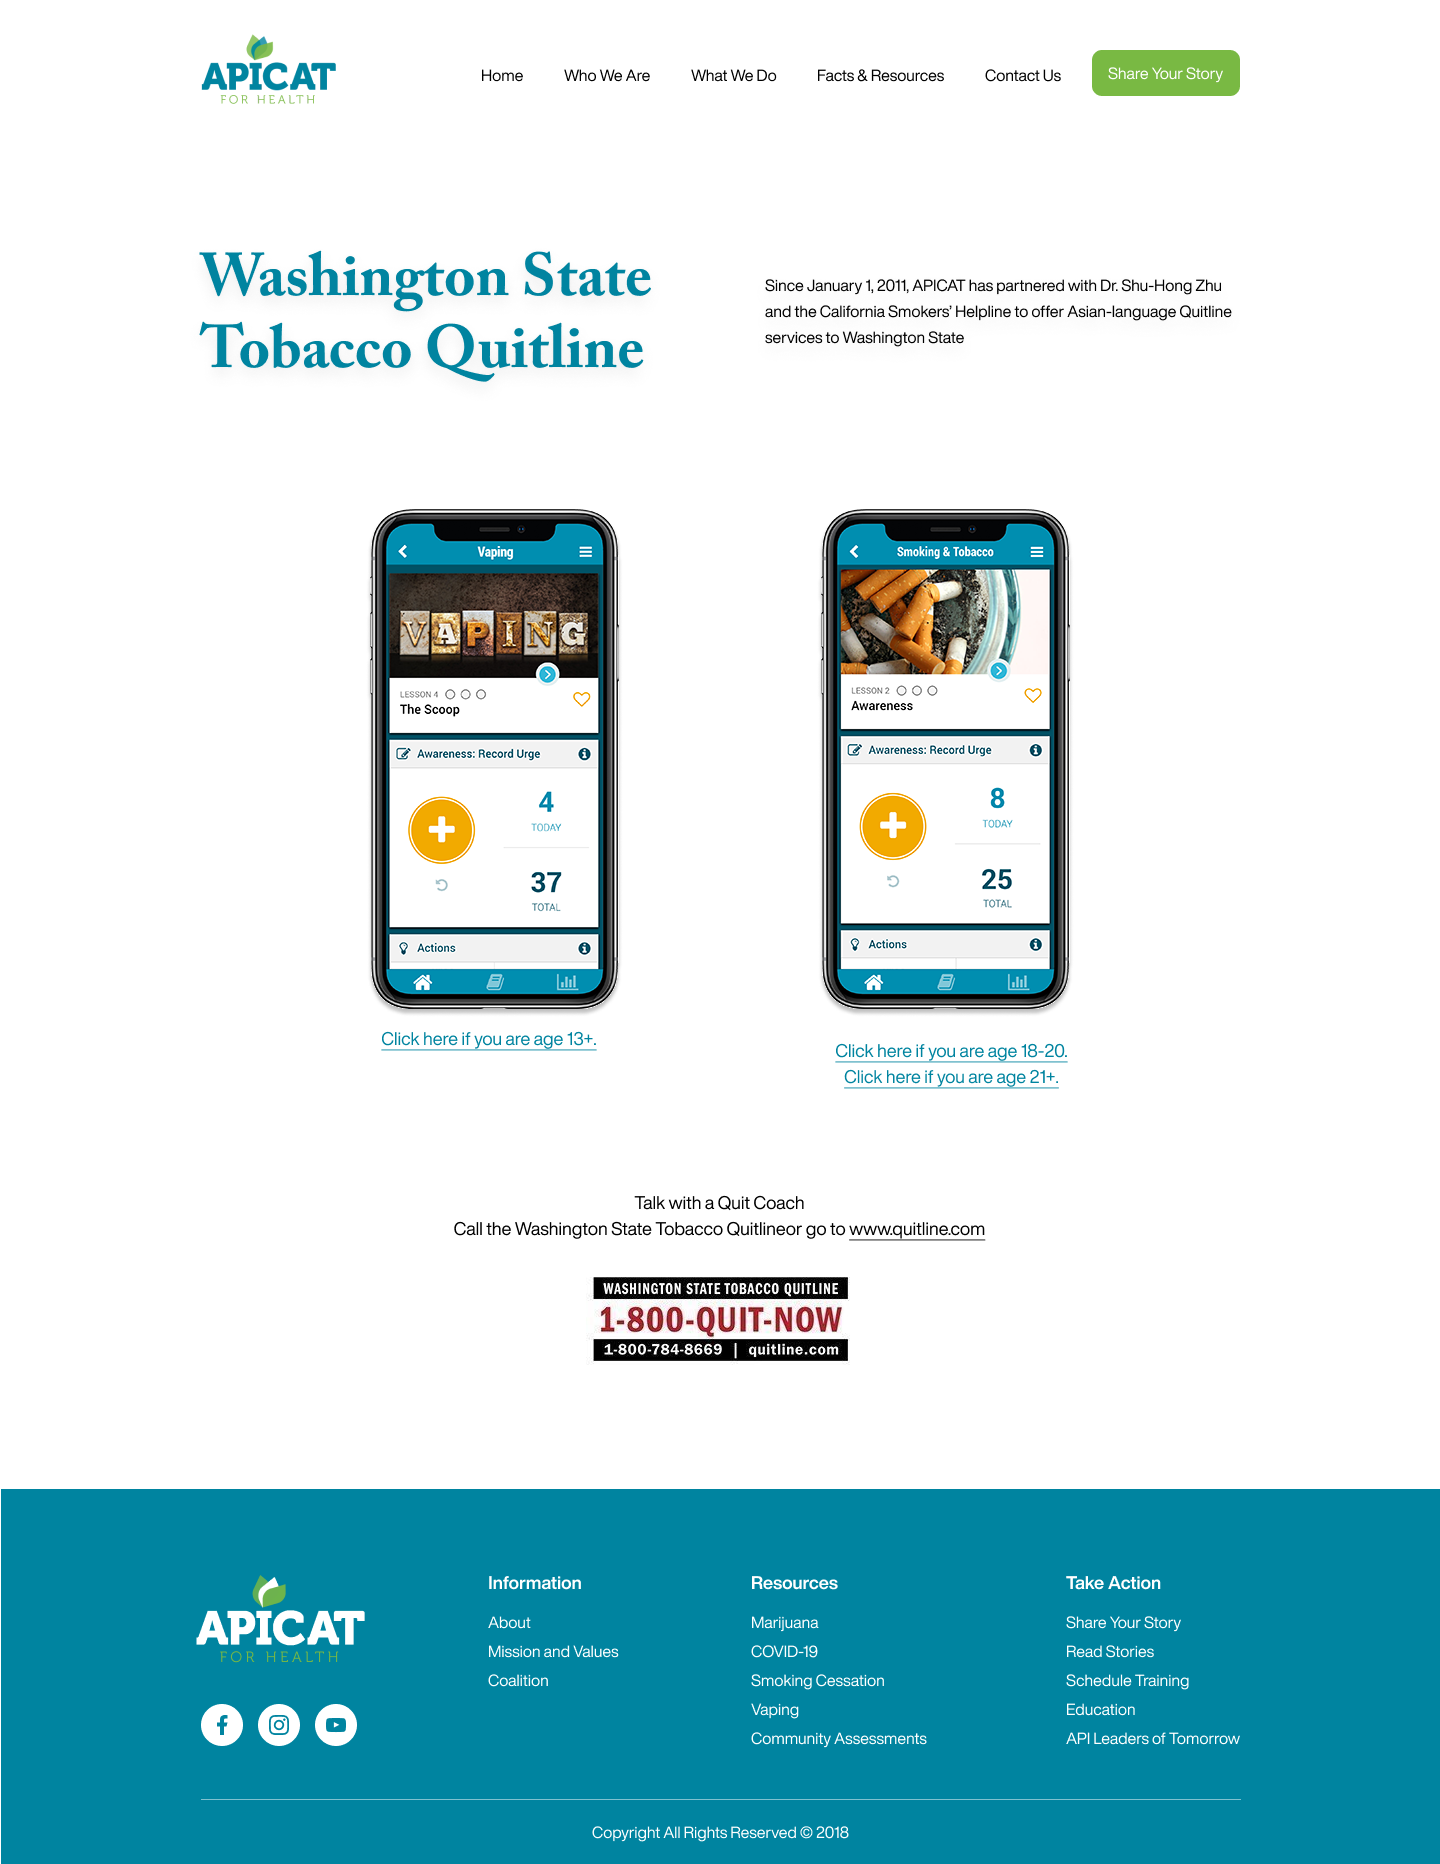 APICAT
FOR HEALTH
Home
Who We Are
What We Do
Facts & Resources
Contact Us
Share Your Story
Washington State
Tobacco Quitline
Since January 1, 2011, APICAT has partnered with Dr. Shu-Hong Zhu
and the California Smokers’ Helpline to offer Asian-language Quitline
services to Washington State
Vaping
VAPING
LESSON 4
The Scoop
Awareness: Record Urge
4
TODAY
37
TOTAL
Actions
Click here if you are age 13+.
Smoking & Tobacco
LESSON 2
Awareness
Awareness: Record Urge
8
TODAY
25
TOTAL
Actions
Click here if you are age 18-20.
Click here if you are age 21+.
Talk with a Quit Coach
Call the Washington State Tobacco Quitlineor go to www.quitline.com
WASHINGTON STATE TOBACCO QUITLINE
1-800-QUIT-NOW
1-800-784-8669 | quitline.com
APICAT
FOR HEALTH
Information
About
Mission and Values
Coalition
Resources
Marijuana
COVID-19
Smoking Cessation
Vaping
Community Assessments
Take Action
Share Your Story
Read Stories
Schedule Training
Education
API Leaders of Tomorrow
Copyright All Rights Reserved © 2018